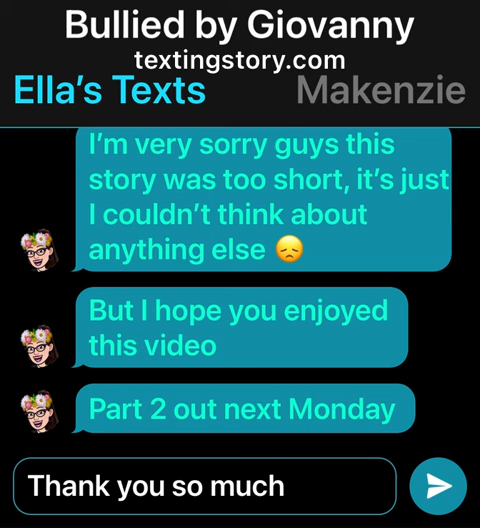 Bullied by Giovanny
textingstory.com
Ella's Texts Makenzie
I'm very sorry guys this
story was too short, it's just
I couldn't think about
anything else 😞
But I hope you enjoyed
this video
Part 2 out next Monday
Thank you so much